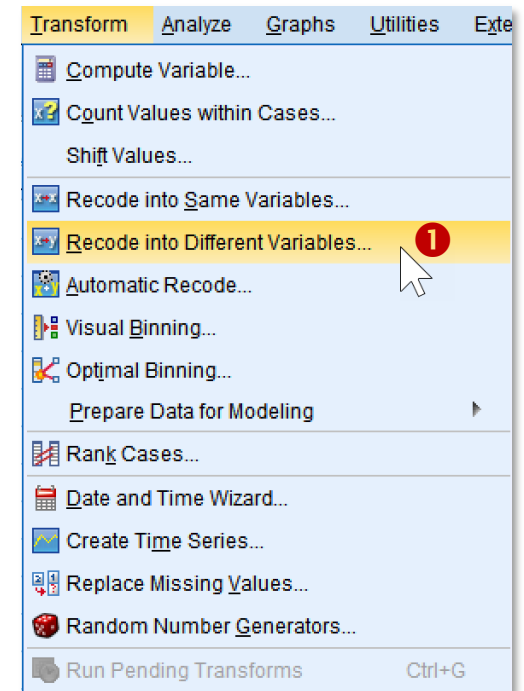 Transform Analyze Graphs Utilities Exte
Compute Variable...
Count Values within Cases...
Shift Values...
Recode into Same Variables...
Recode into Different Variables... 1
Automatic Recode...
Visual Binning...
Optimal Binning...
Prepare Data for Modeling
Rank Cases...
Date and Time Wizard...
Create Time Series...
Replace Missing Values...
Random Number Generators...
Run Pending Transforms Ctrl+G